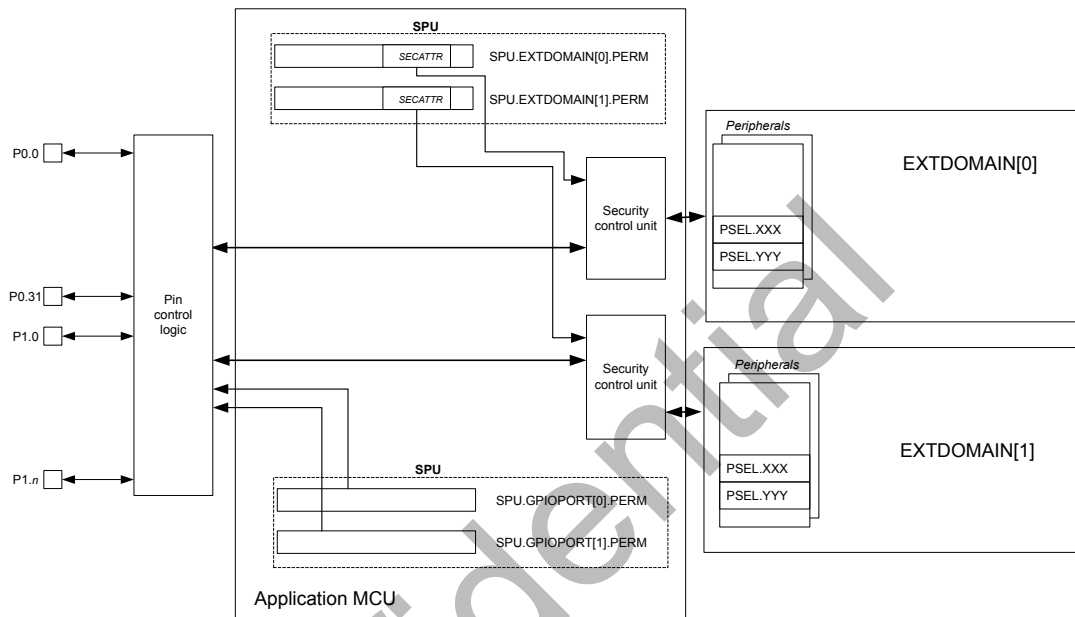 SPU
SECATTR
SPU.EXTDOMAIN[0].PERM
SECATTR
SPU.EXTDOMAIN[1].PERM
Peripherals
EXTDOMAIN[0]
PSEL.XXX
PSEL.YYY
P0.0
P0.31
P1.0
P1.n
Pin
control
logic
Security
control unit
Security
control unit
Peripherals
EXTDOMAIN[1]
PSEL.XXX
PSEL.YYY
SPU
SPU.GPIOPORT[0].PERM
SPU.GPIOPORT[1].PERM
Application MCU
fidential